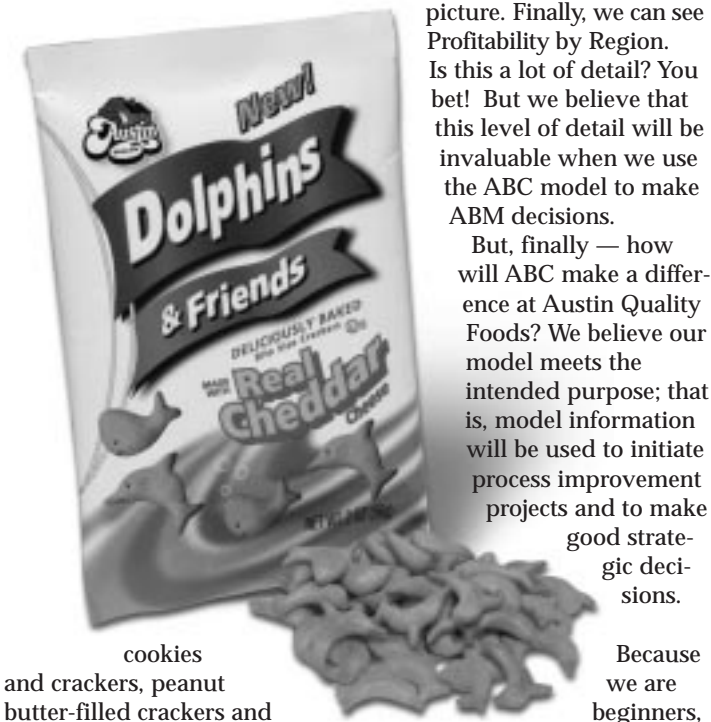 picture. Finally, we can see
Profitability by Region.
Is this a lot of detail? You
bet! But we believe that
this level of detail will be
invaluable when we use
the ABC model to make
ABM decisions.
But, finally — how
will ABC make a differ-
ence at Austin Quality
Foods? We believe our
model meets the
intended purpose; that
is, model information
will be used to initiate
process improvement
projects and to make
good strate-
gic deci-
sions.
Because
we are
beginners,
cookies
and crackers, peanut
butter-filled crackers and
Austin
New!
Dolphins
& Friends
DELICIOUSLY BAKED
Bite Size Crackers
MADE WITH
Real
Cheddar
Cheese